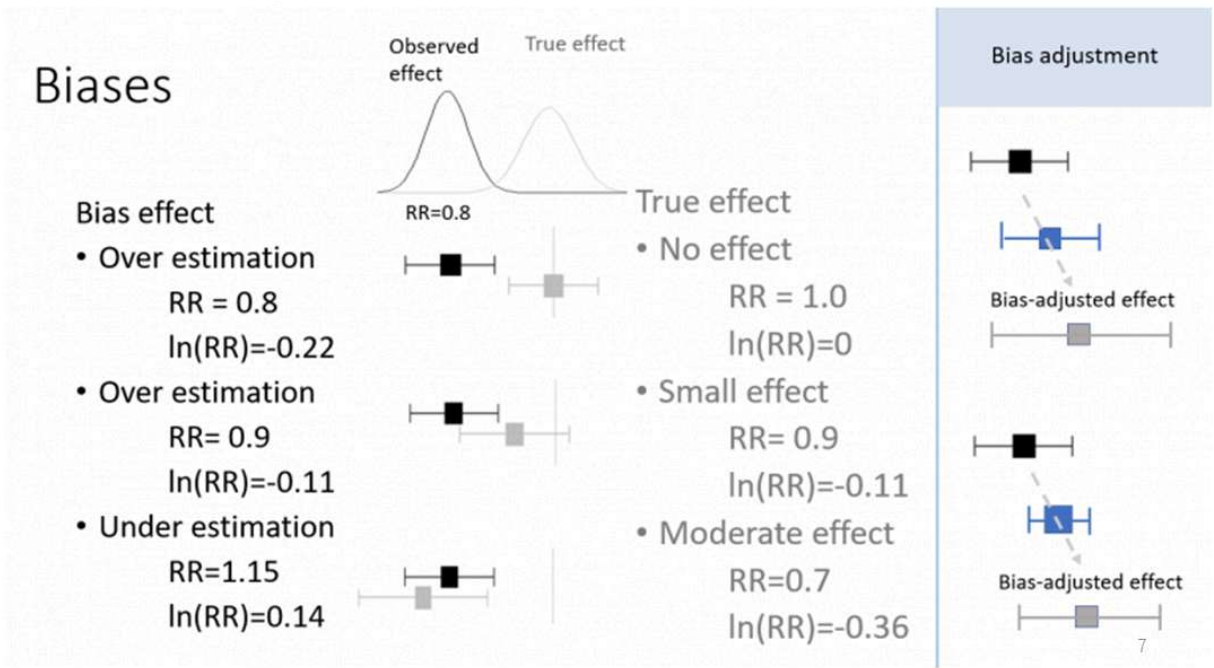 Biases
Observed
effect
True effect
RR=0.8
Bias effect
• Over estimation
RR = 0.8
ln(RR)=-0.22
• Over estimation
RR= 0.9
ln(RR)=-0.11
• Under estimation
RR=1.15
ln(RR)=0.14
True effect
• No effect
RR = 1.0
ln(RR)=0
• Small effect
RR= 0.9
ln(RR)=-0.11
• Moderate effect
RR=0.7
ln(RR)=-0.36
Bias adjustment
Bias-adjusted effect
Bias-adjusted effect
7